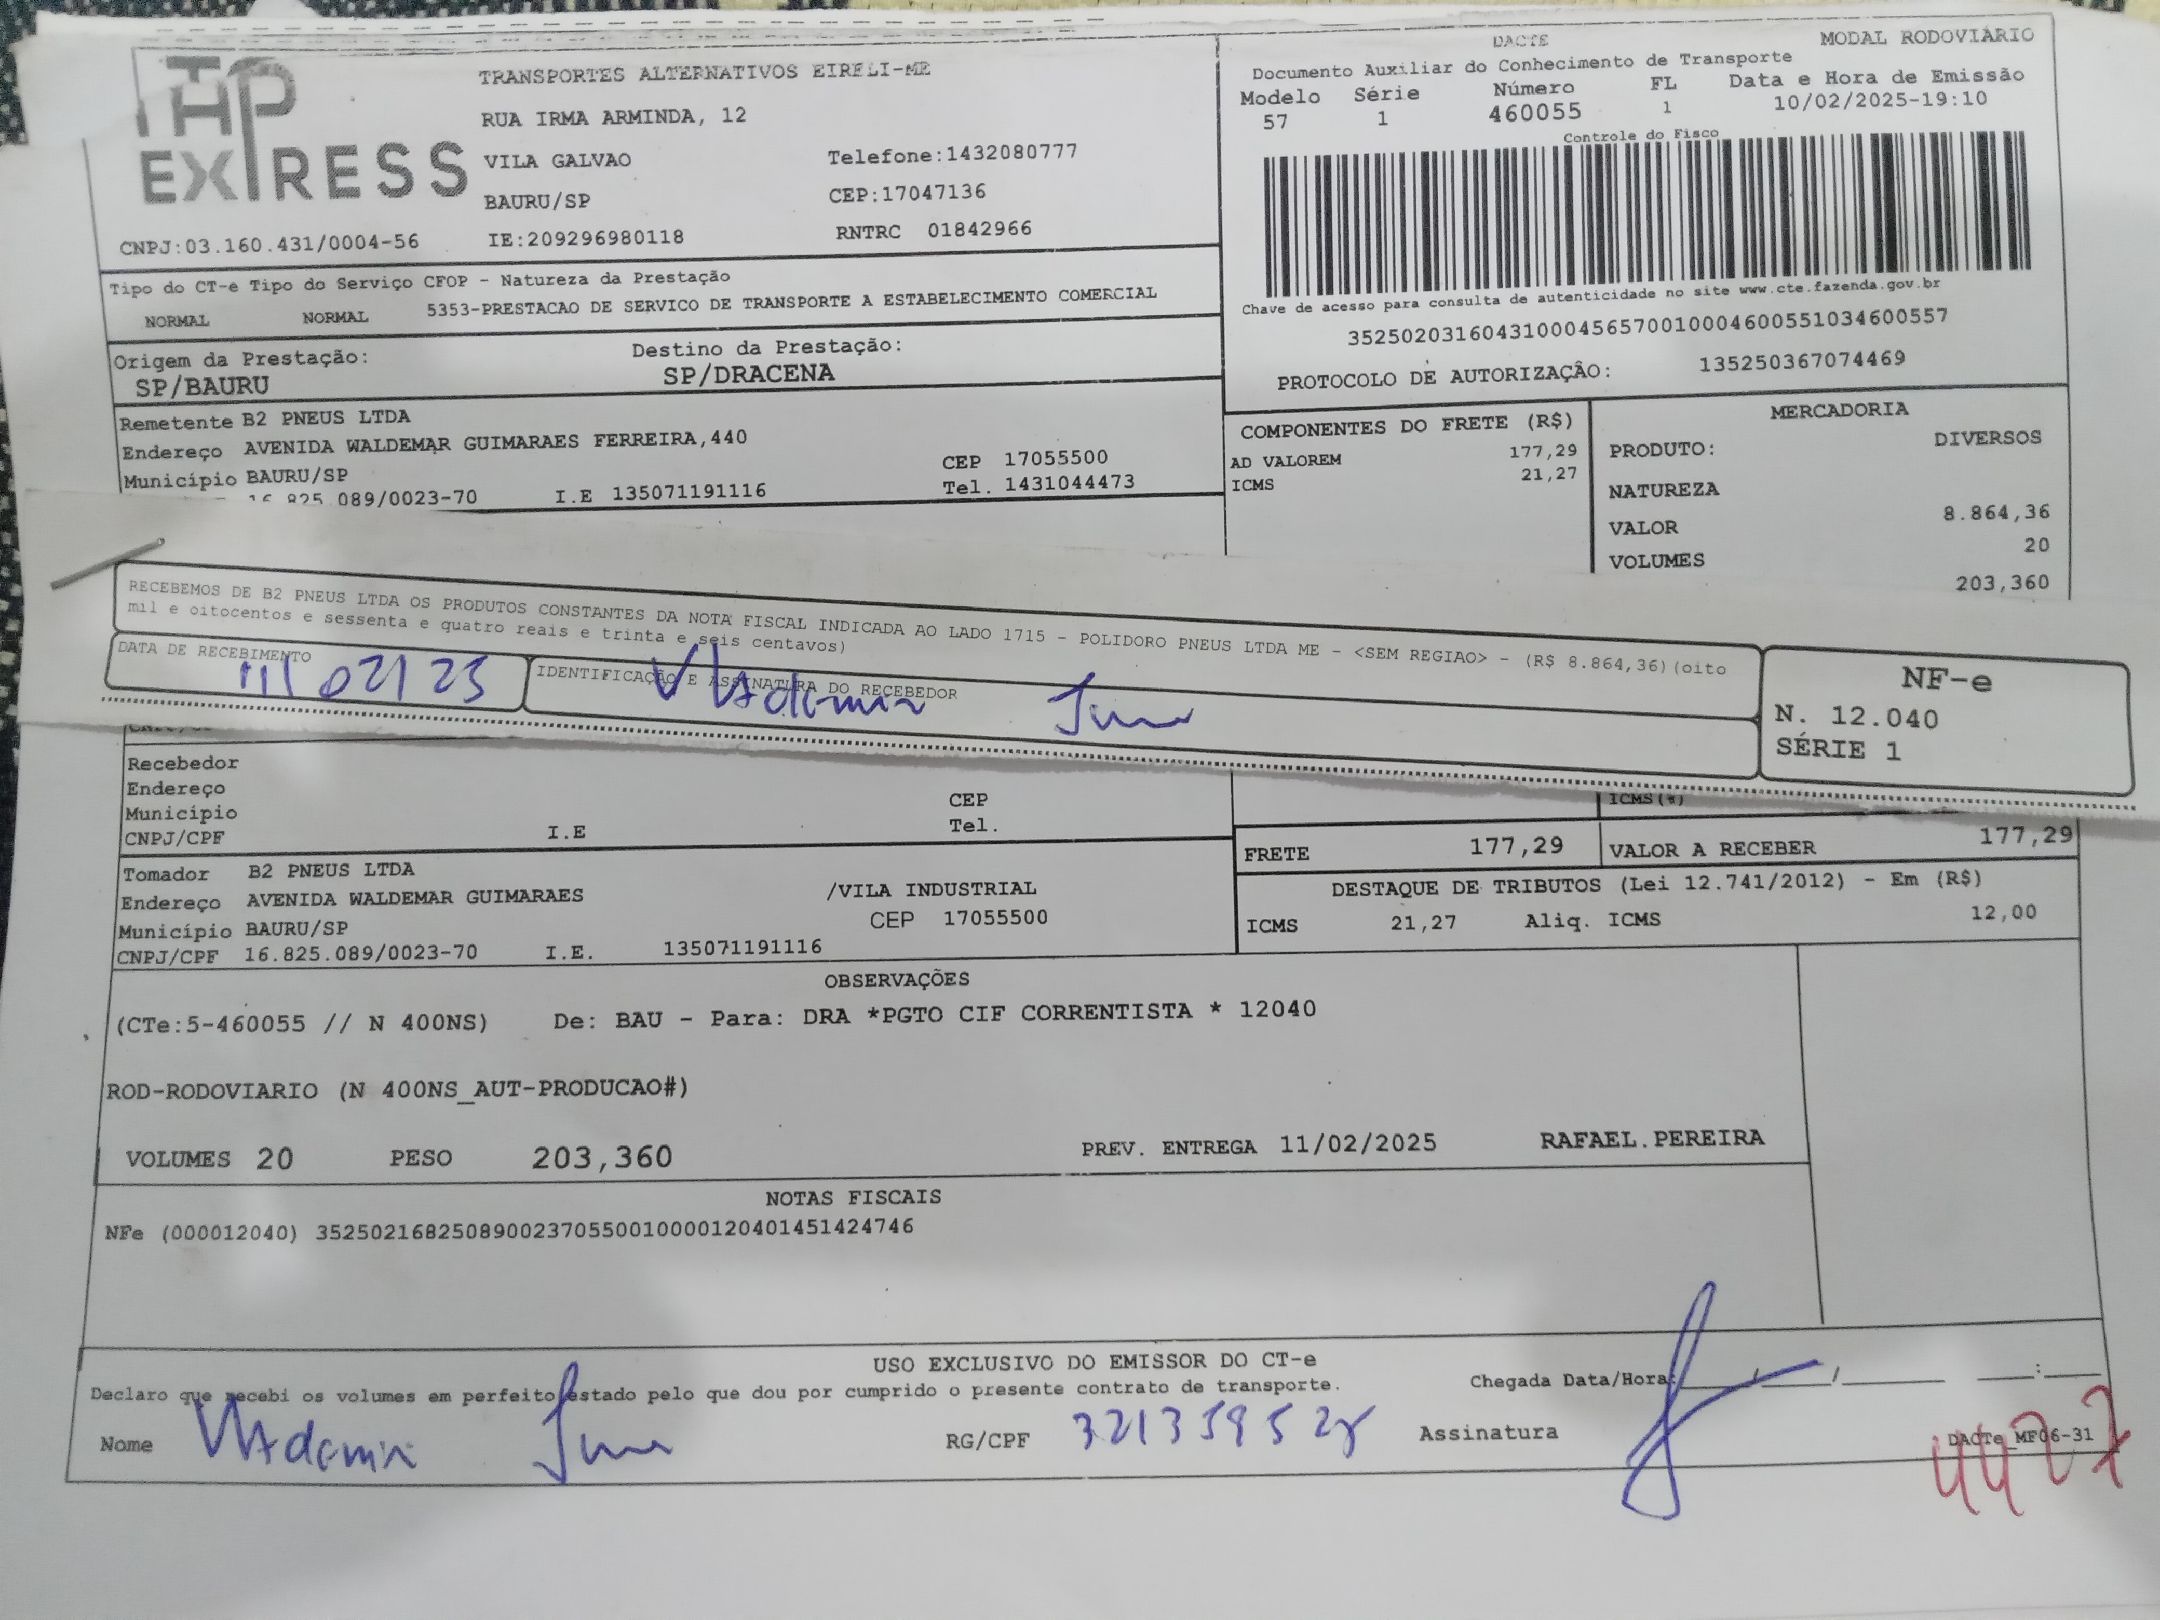 THP EXPRESS
TRANSPORTES ALTERNATIVOS EIRELI-ME
RUA IRMA ARMINDA, 12
VILA GALVAO
Telefone:1432080777
BAURU/SP
CEP:17047136
CNPJ:03.160.431/0004-56
IE:209296980118
RNTRC 01842966
DACTE
MODAL RODOVIÁRIO
Documento Auxiliar do Conhecimento de Transporte
Modelo Série Número FL Data e Hora de Emissão
57 1 460055 1 10/02/2025-19:10
Controle do Fisco
Chave de acesso para consulta de autenticidade no site www.cte.fazenda.gov.br
35250203160431000456570010004600551034600557
PROTOCOLO DE AUTORIZAÇÂO: 135250367074469
Tipo do CT-e Tipo do Serviço CFOP - Natureza da Prestação
NORMAL NORMAL 5353-PRESTACAO DE SERVICO DE TRANSPORTE A ESTABELECIMENTO COMERCIAL
Origem da Prestação: Destino da Prestação:
SP/BAURU SP/DRACENA
Remetente B2 PNEUS LTDA
Endereço AVENIDA WALDEMAR GUIMARAES FERREIRA,440
Município BAURU/SP CEP 17055500
16.825.089/0023-70 I.E 135071191116 Tel. 1431044473
COMPONENTES DO FRETE (R$)
AD VALOREM 177,29
ICMS 21,27
MERCADORIA
PRODUTO: DIVERSOS
NATUREZA
VALOR 8.864,36
VOLUMES 20
203,360
RECEBEMOS DE B2 PNEUS LTDA OS PRODUTOS CONSTANTES DA NOTA FISCAL INDICADA AO LADO 1715 - POLIDORO PNEUS LTDA ME - <SEM REGIAO> - (R$ 8.864,36)(oito
mil e oitocentos e sessenta e quatro reais e trinta e seis centavos)
DATA DE RECEBIMENTO
11/02/25
IDENTIFICAÇÃO E ASSINATURA DO RECEBEDOR
Vladomir
NF-e
N. 12.040
SÉRIE 1
Recebedor
Endereço
Município CEP
CNPJ/CPF I.E Tel.
ICMS(%)
FRETE 177,29 VALOR A RECEBER 177,29
Tomador B2 PNEUS LTDA
Endereço AVENIDA WALDEMAR GUIMARAES /VILA INDUSTRIAL
Município BAURU/SP CEP 17055500
CNPJ/CPF 16.825.089/0023-70 I.E. 135071191116
DESTAQUE DE TRIBUTOS (Lei 12.741/2012) - Em (R$)
ICMS 21,27 Aliq. ICMS 12,00
OBSERVAÇÕES
(CTe:5-460055 // N 400NS) De: BAU - Para: DRA *PGTO CIF CORRENTISTA * 12040
ROD-RODOVIARIO (N 400NS_AUT-PRODUCAO#)
VOLUMES 20 PESO 203,360 PREV. ENTREGA 11/02/2025 RAFAEL.PEREIRA
NOTAS FISCAIS
NFe (000012040) 35250216825089002370550010000120401451424746
USO EXCLUSIVO DO EMISSOR DO CT-e
Declaro que recebi os volumes em perfeito estado pelo que dou por cumprido o presente contrato de transporte.
Chegada Data/Hora: ____/____/______ ____:____
Nome Vladomir RG/CPF Assinatura
DACTe_MF06-31